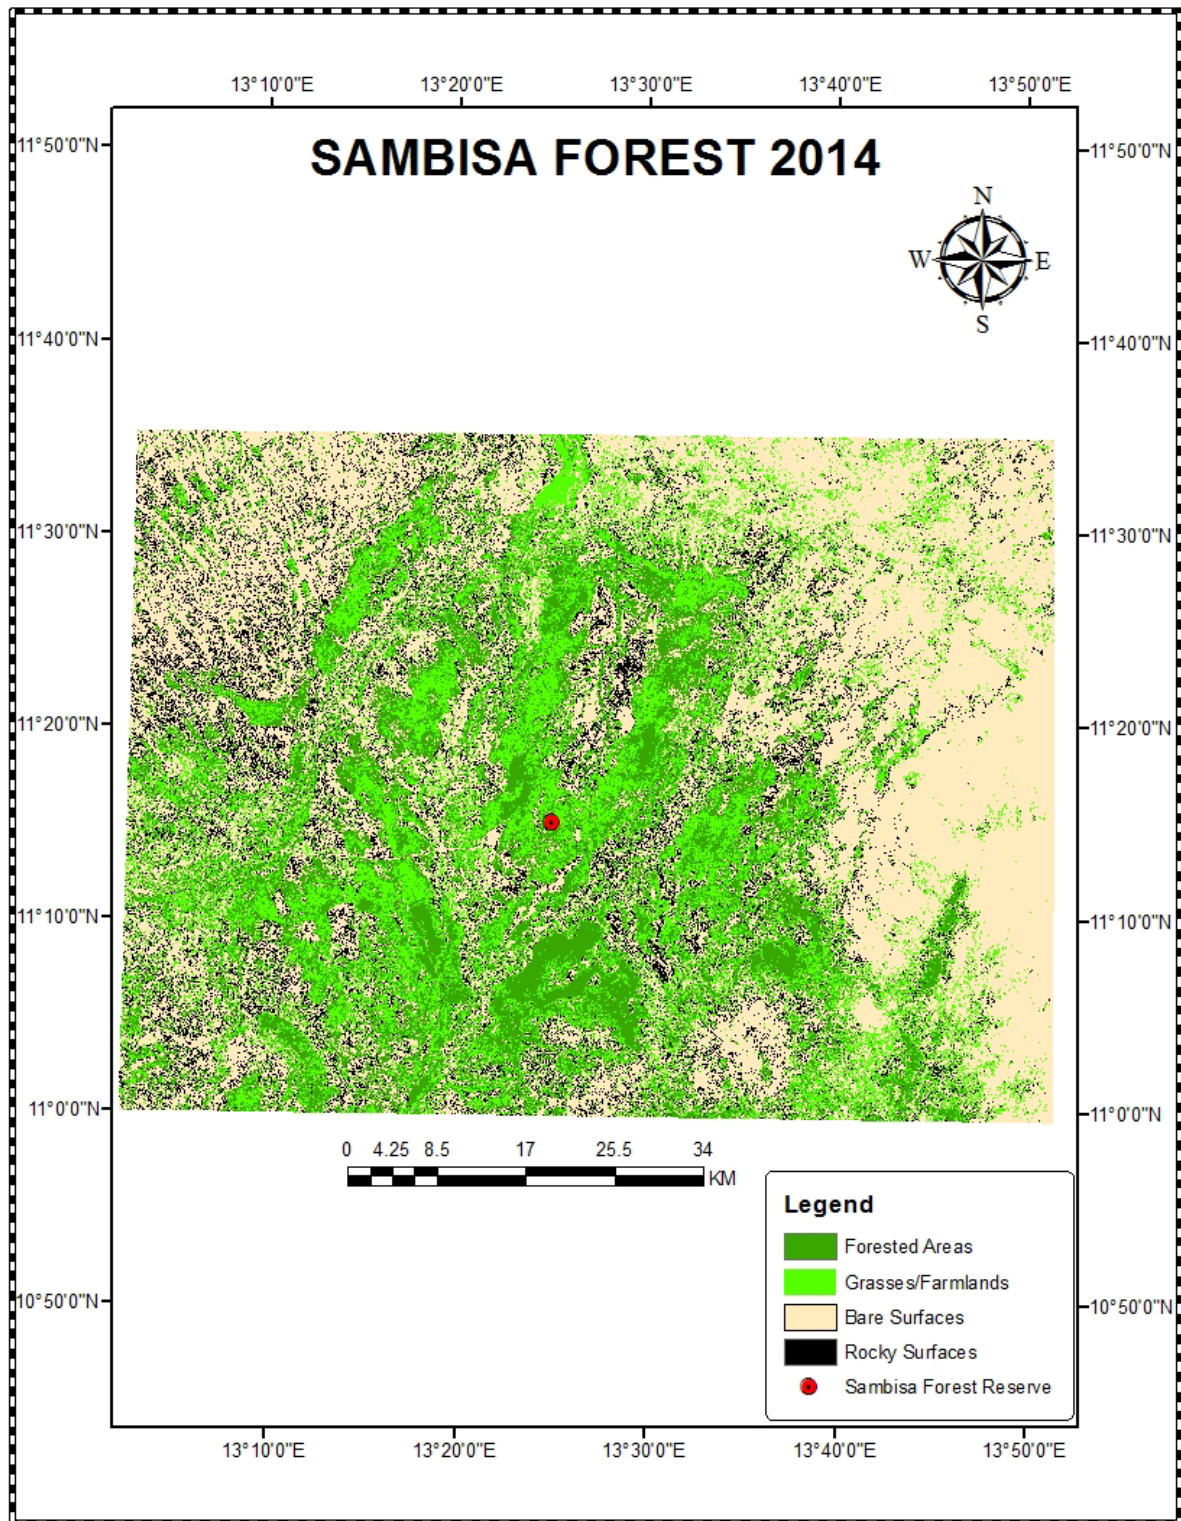 13°10'0"E 13°20'0"E 13°30'0"E 13°40'0"E 13°50'0"E
SAMBISA FOREST 2014
11°50'0"N 11°50'0"N
N
W E
S
11°40'0"N 11°40'0"N
11°30'0"N 11°30'0"N
11°20'0"N 11°20'0"N
11°10'0"N 11°10'0"N
11°0'0"N 11°0'0"N
0 4.25 8.5 17 25.5 34
KM
Legend
Forested Areas
Grasses/Farmlands
Bare Surfaces
Rocky Surfaces
Sambisa Forest Reserve
10°50'0"N 10°50'0"N
13°10'0"E 13°20'0"E 13°30'0"E 13°40'0"E 13°50'0"E